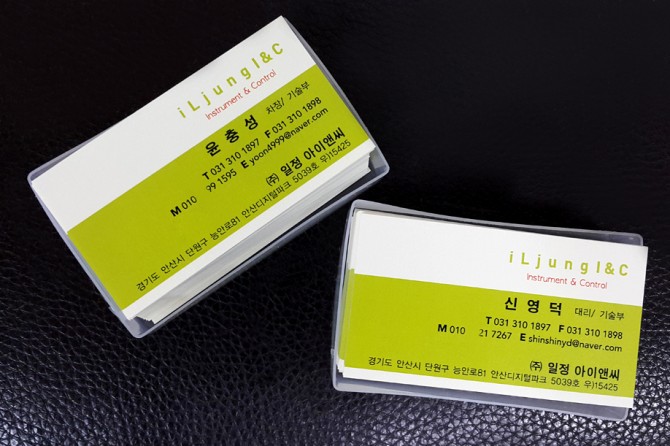 iLjungI&C
Instrument & Control
윤 충 성 차장/ 기술부
T 031 310 1897 F 031 310 1898
M 010 99 1595 E yoon4999@naver.com
(주) 일정 아이앤씨
경기도 안산시 단원구 능안로81 안산디지털파크 5039호 우)15425
iLjungI&C
Instrument & Control
신 영 덕 대리/ 기술부
T 031 310 1897 F 031 310 1898
M 010 21 7267 E shinshinyd@naver.com
(주) 일정 아이앤씨
경기도 안산시 단원구 능안로81 안산디지털파크 5039호 우)15425